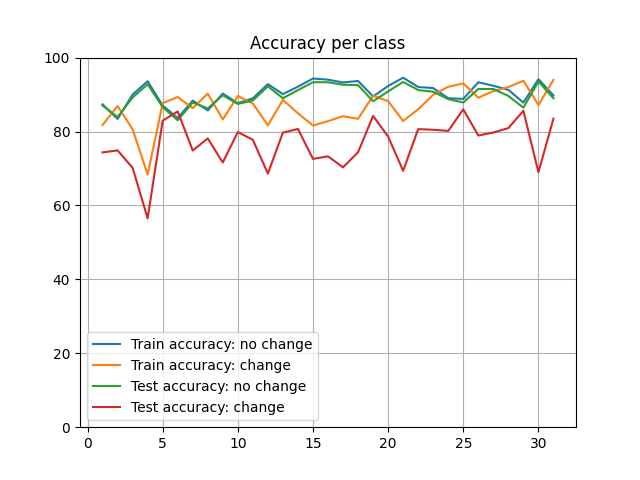 Accuracy per class
100
80
60
40
20
0
Train accuracy: no change
Train accuracy: change
Test accuracy: no change
Test accuracy: change
0 5 10 15 20 25 30